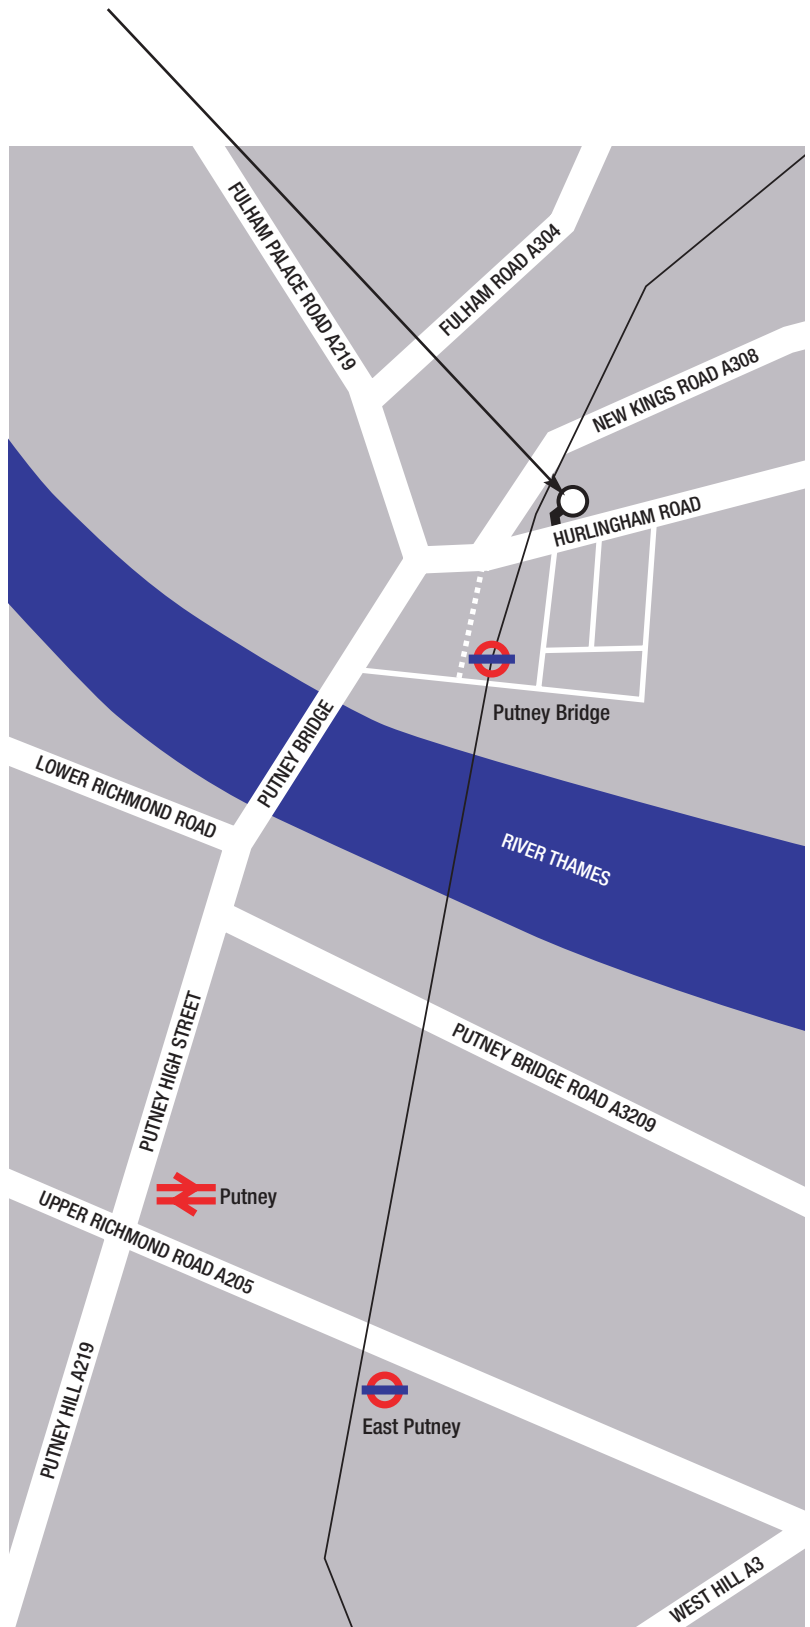 FULHAM PALACE ROAD A219
FULHAM ROAD A304
NEW KINGS ROAD A308
HURLINGHAM ROAD
Putney Bridge
PUTNEY BRIDGE
LOWER RICHMOND ROAD
RIVER THAMES
PUTNEY HIGH STREET
PUTNEY BRIDGE ROAD A3209
Putney
UPPER RICHMOND ROAD A205
PUTNEY HILL A219
East Putney
WEST HILL A3